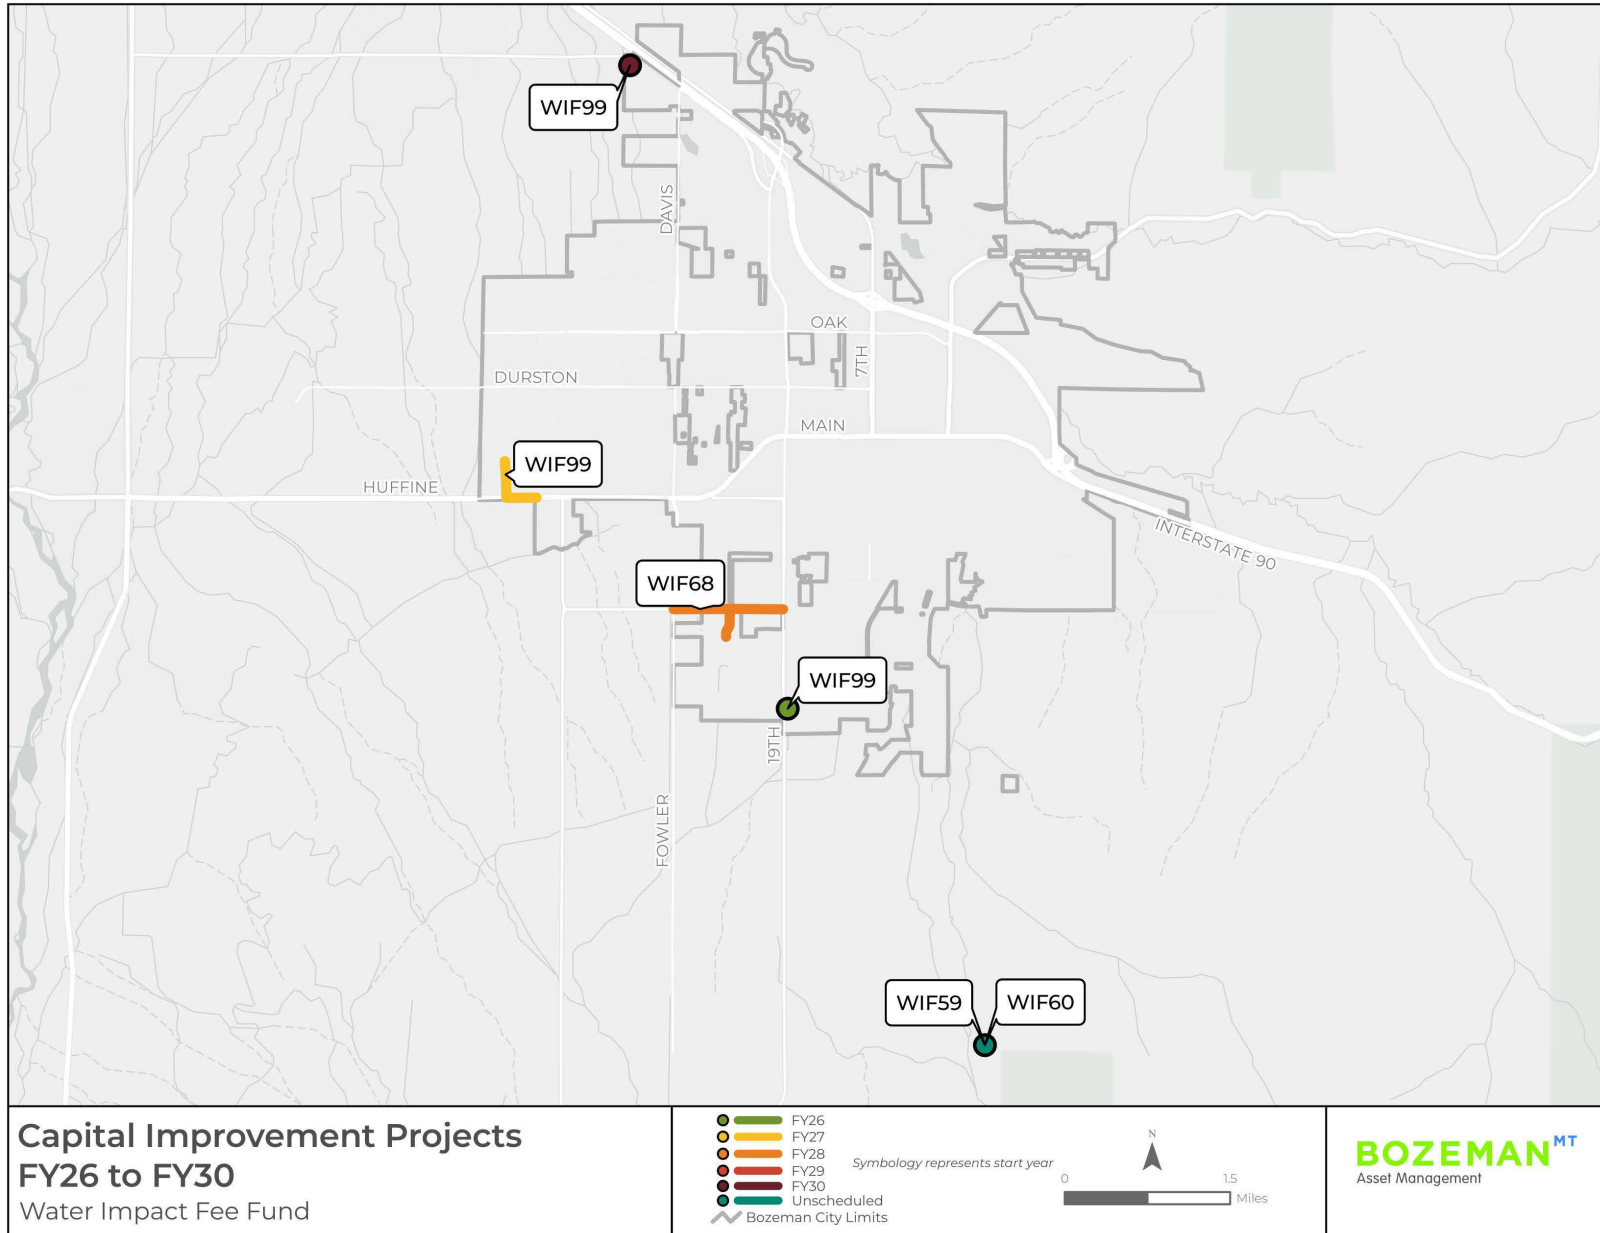 WIF99
DAVIS
OAK
7TH
DURSTON
MAIN
WIF99
HUFFINE
INTERSTATE 90
WIF68
WIF99
19TH
FOWLER
WIF59
WIF60
Capital Improvement Projects
FY26 to FY30
Water Impact Fee Fund
FY26
FY27
FY28
FY29
FY30
Unscheduled
Bozeman City Limits
Symbology represents start year
N
0 1.5
Miles
BOZEMAN MT
Asset Management